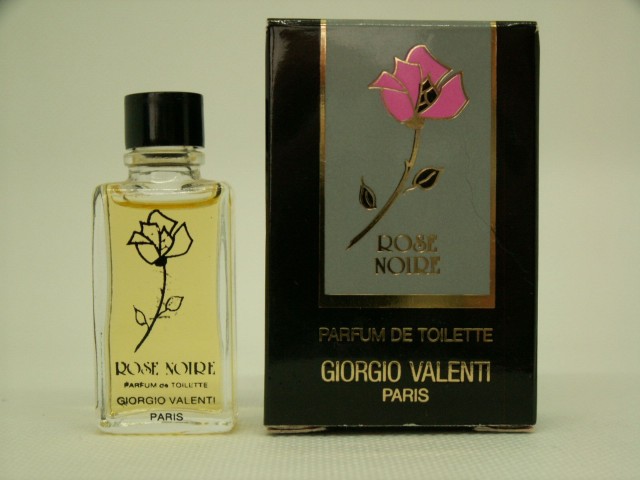 ROSE NOIRE
PARFUM de TOILETTE
GIORGIO VALENTI
PARIS
ROSE
NOIRE
PARFUM DE TOILETTE
GIORGIO VALENTI
PARIS